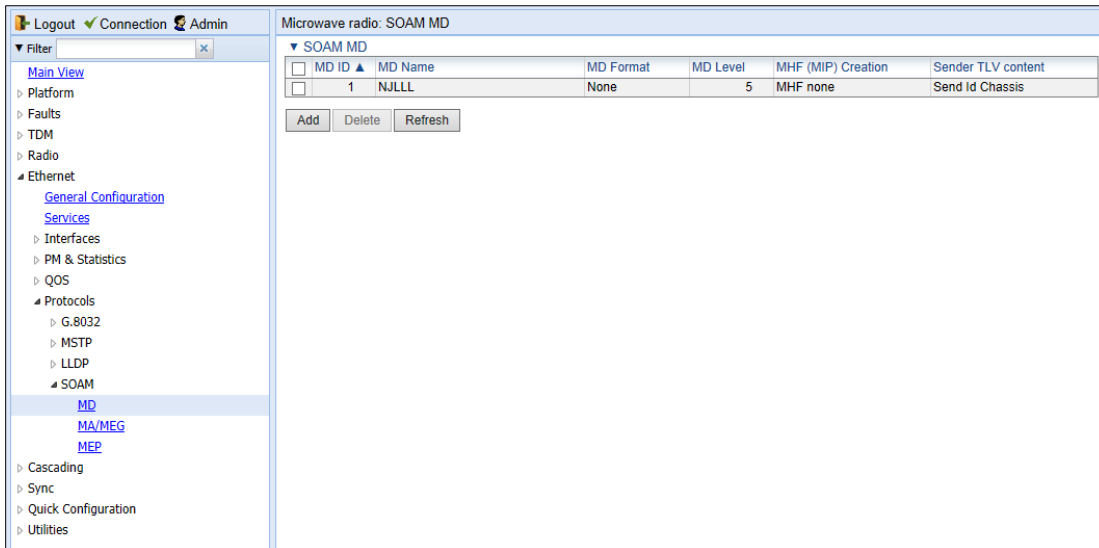 Logout Connection Admin
Filter
Main View
Platform
Faults
TDM
Radio
Ethernet
General Configuration
Services
Interfaces
PM & Statistics
QOS
Protocols
G.8032
MSTP
LLDP
SOAM
MD
MA/MEG
MEP
Cascading
Sync
Quick Configuration
Utilities
Microwave radio: SOAM MD
SOAM MD
MD ID ▲ MD Name MD Format MD Level MHF (MIP) Creation Sender TLV content
1 NJLLL None 5 MHF none Send Id Chassis
Add Delete Refresh